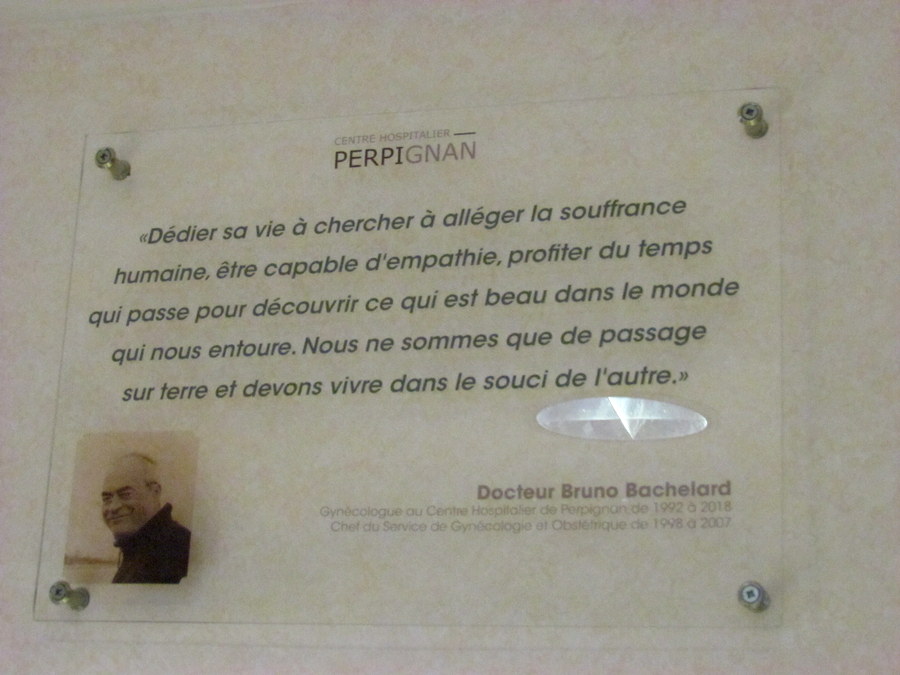 CENTRE HOSPITALIER
PERPIGNAN
«Dédier sa vie à chercher à alléger la souffrance
humaine, être capable d'empathie, profiter du temps
qui passe pour découvrir ce qui est beau dans le monde
qui nous entoure. Nous ne sommes que de passage
sur terre et devons vivre dans le souci de l'autre.»
Docteur Bruno Bachelard
Gynécologue au Centre Hospitalier de Perpignan de 1992 à 2018
Chef du Service de Gynécologie et Obstétrique de 1998 à 2007